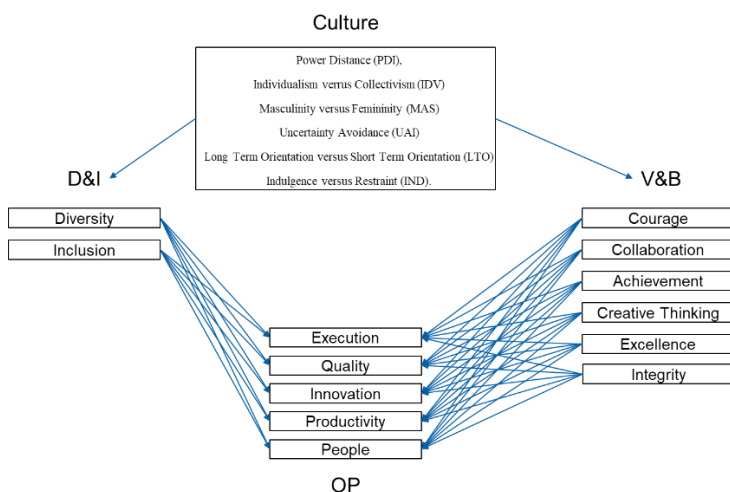 Culture
Power Distance (PDI),
Individualism verrus Collectivism (IDV)
Masculinity versus Femininity (MAS)
Uncertainty Avoidance (UAI)
Long Term Orientation versus Short Term Orientation (LTO)
Indulgence versus Restraint (IND).
D&I
Diversity
Inclusion
V&B
Courage
Collaboration
Achievement
Creative Thinking
Excellence
Integrity
Execution
Quality
Innovation
Productivity
People
OP